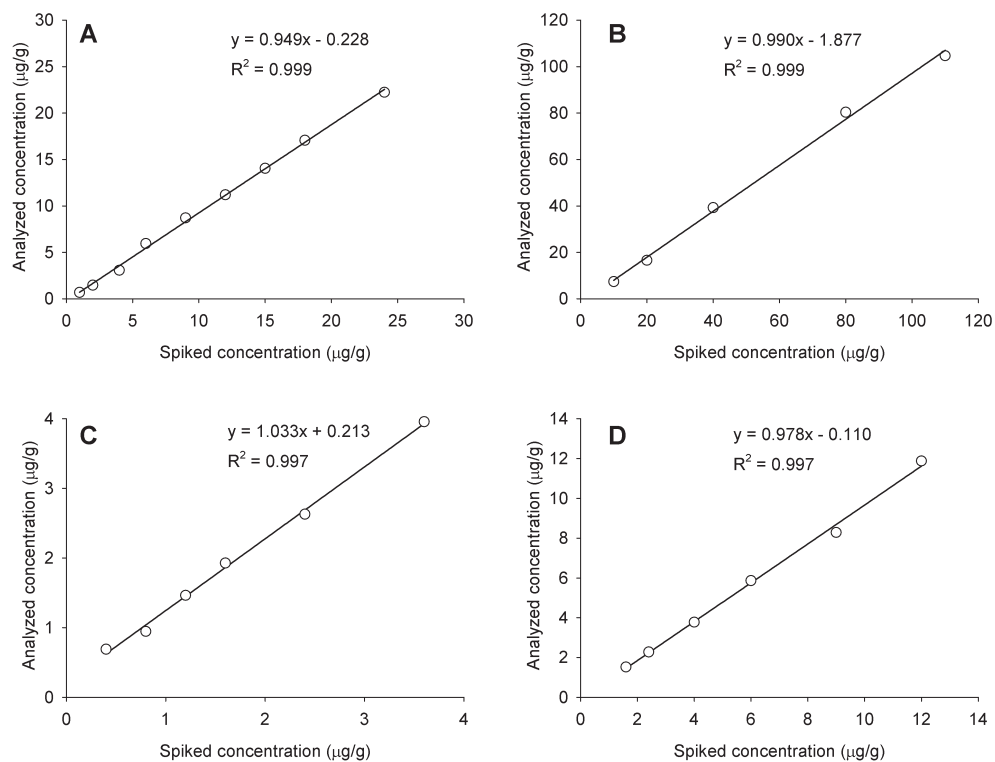 A
y = 0.949x - 0.228
R² = 0.999
30
25
20
15
10
5
0
Analyzed concentration (μg/g)
0 5 10 15 20 25 30
Spiked concentration (μg/g)
B
y = 0.990x - 1.877
R² = 0.999
120
100
80
60
40
20
0
Analyzed concentration (μg/g)
0 20 40 60 80 100 120
Spiked concentration (μg/g)
C
y = 1.033x + 0.213
R² = 0.997
4
3
2
1
0
Analyzed concentration (μg/g)
0 1 2 3 4
Spiked concentration (μg/g)
D
y = 0.978x - 0.110
R² = 0.997
14
12
10
8
6
4
2
0
Analyzed concentration (μg/g)
0 2 4 6 8 10 12 14
Spiked concentration (μg/g)